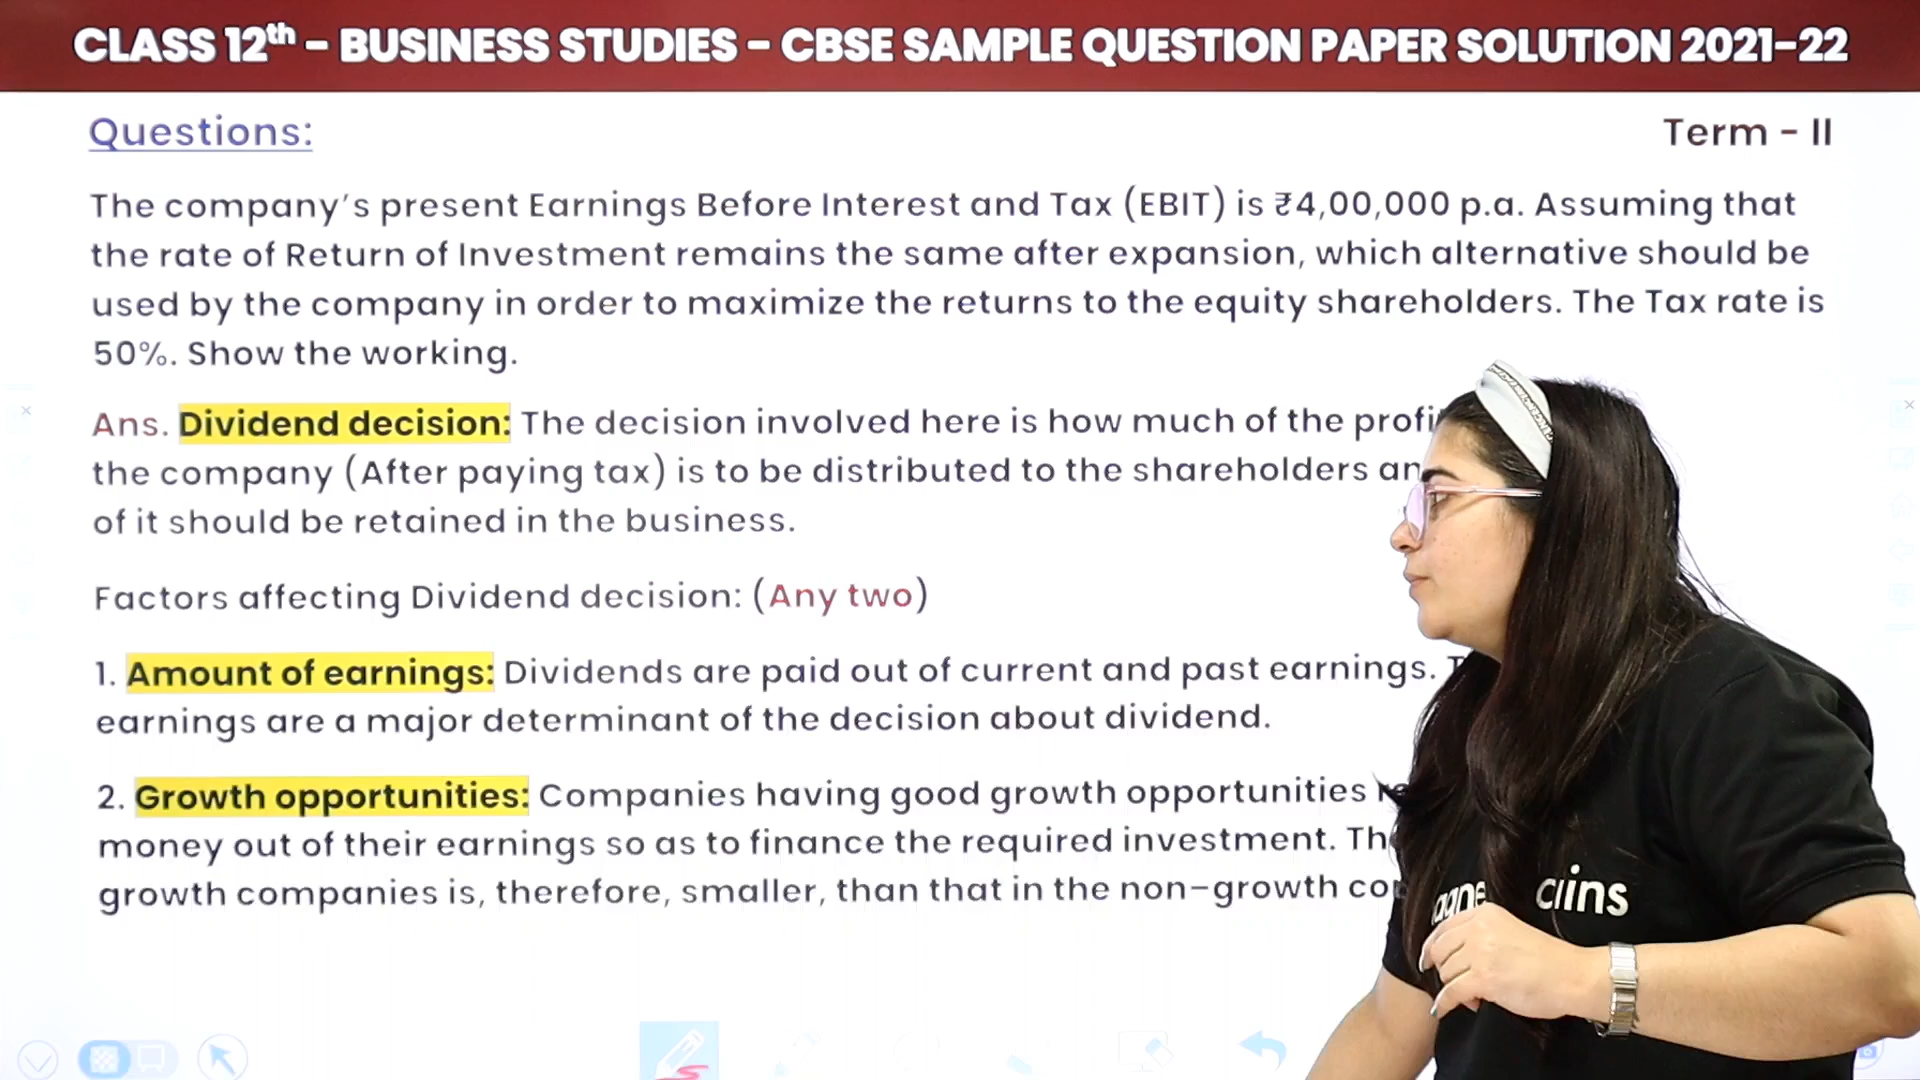 CLASS 12th – BUSINESS STUDIES – CBSE SAMPLE QUESTION PAPER SOLUTION 2021–22
Questions:
Term – II
The company's present Earnings Before Interest and Tax (EBIT) is ₹4,00,000 p.a. Assuming that
the rate of Return of Investment remains the same after expansion, which alternative should be
used by the company in order to maximize the returns to the equity shareholders. The Tax rate is
50%. Show the working.
Ans. Dividend decision: The decision involved here is how much of the
the company (After paying tax) is to be distributed to the shareholders
of it should be retained in the business.
Factors affecting Dividend decision: (Any two)
1. Amount of earnings: Dividends are paid out of current and past earnings.
earnings are a major determinant of the decision about dividend.
2. Growth opportunities: Companies having good growth opportunities
money out of their earnings so as to finance the required investment.
growth companies is, therefore, smaller, than that in the non–growth